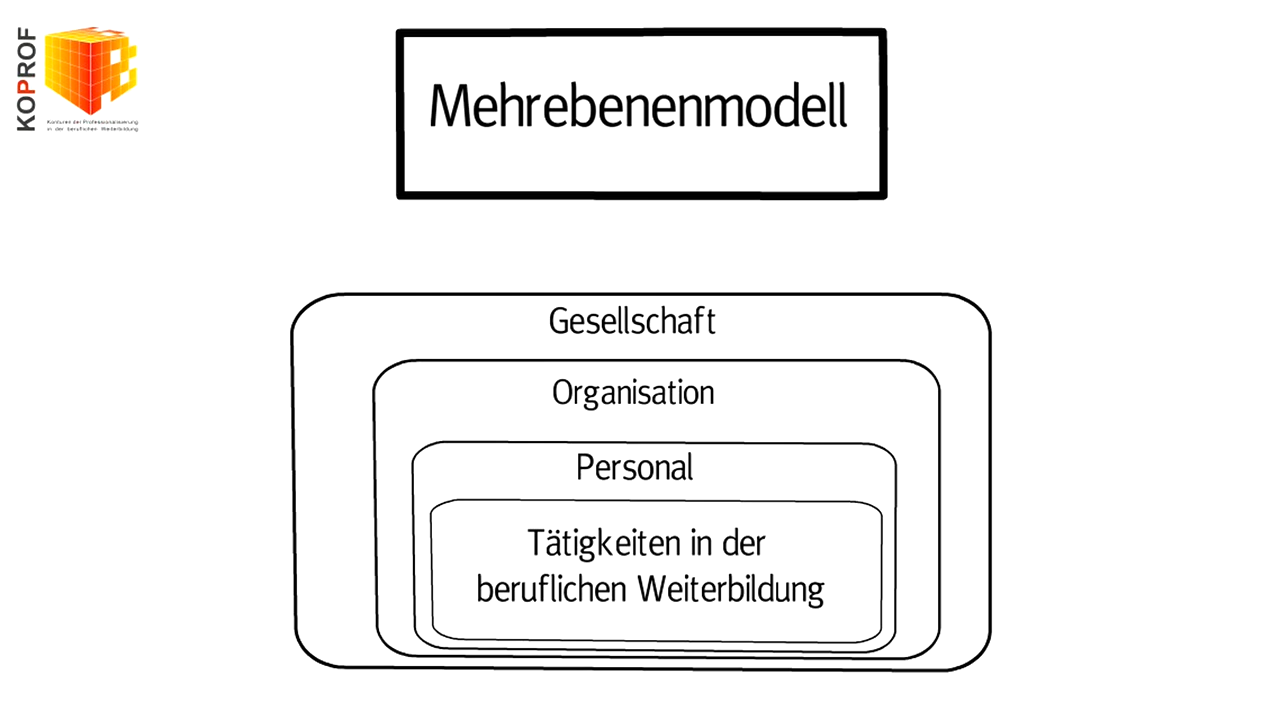 KOPROF
Konturen der Professionalisierung
in der beruflichen Weiterbildung
Mehrebenenmodell
Gesellschaft
Organisation
Personal
Tätigkeiten in der
beruflichen Weiterbildung